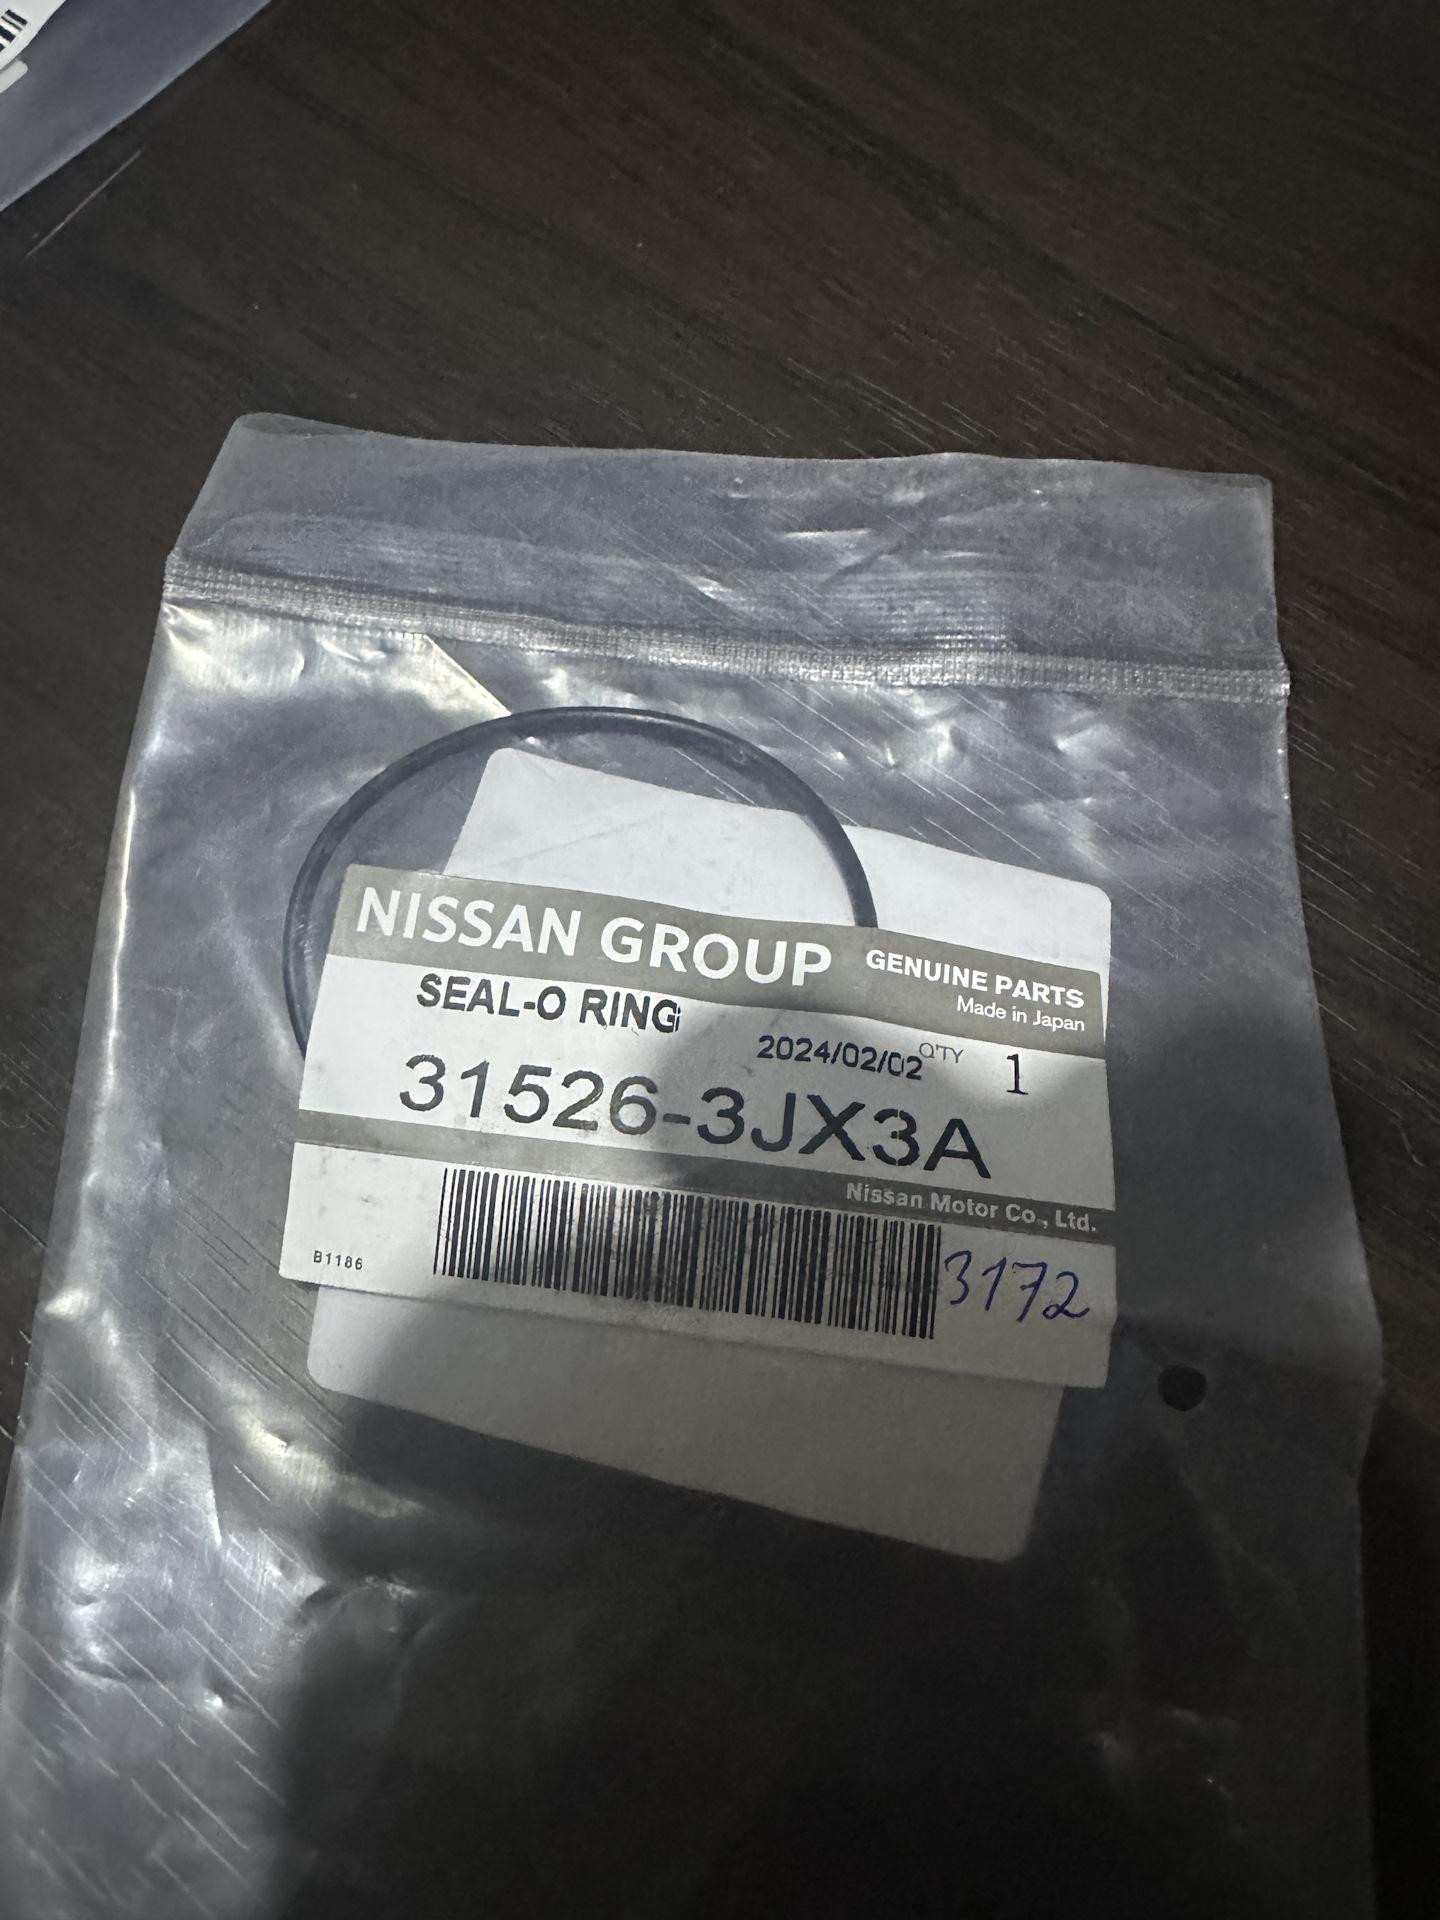 NISSAN GROUP
GENUINE PARTS
Made in Japan
SEAL-O RING
2024/02/02
Q'TY 1
31526-3JX3A
Nissan Motor Co., Ltd.
B1186
3172